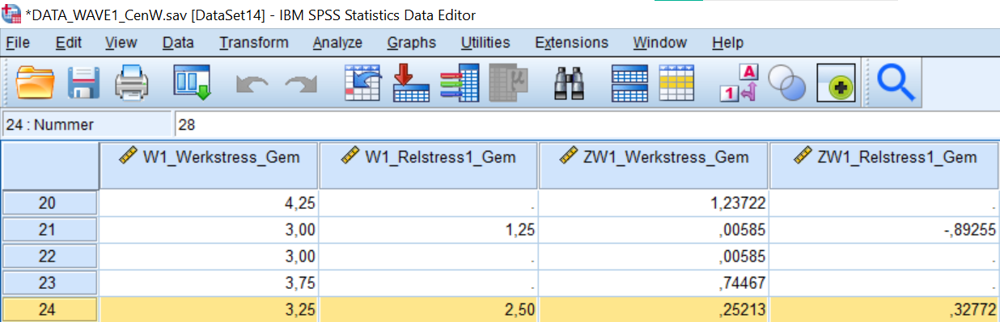 *DATA_WAVE1_CenW.sav [DataSet14] - IBM SPSS Statistics Data Editor
File Edit View Data Transform Analyze Graphs Utilities Extensions Window Help
µ A 1
24 : Nummer 28
W1_Werkstress_Gem W1_Relstress1_Gem ZW1_Werkstress_Gem ZW1_Relstress1_Gem
20 4,25 . 1,23722 .
21 3,00 1,25 ,00585 -,89255
22 3,00 . ,00585 .
23 3,75 . ,74467 .
24 3,25 2,50 ,25213 ,32772